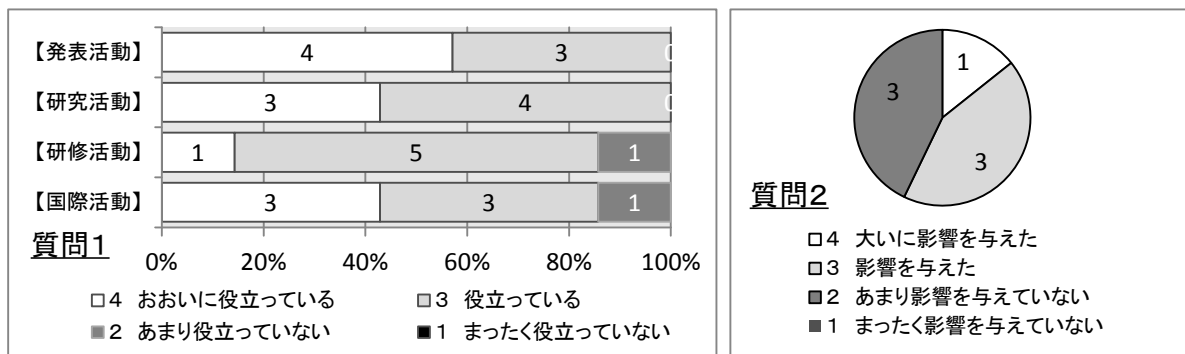 【発表活動】 4 3 0
【研究活動】 3 4 0
【研修活動】 1 5 1
【国際活動】 3 3 1
質問1
0% 20% 40% 60% 80% 100%
4 おおいに役立っている 3 役立っている
2 あまり役立っていない 1 まったく役立っていない
1
3
3
質問2
4 大いに影響を与えた
3 影響を与えた
2 あまり影響を与えていない
1 まったく影響を与えていない